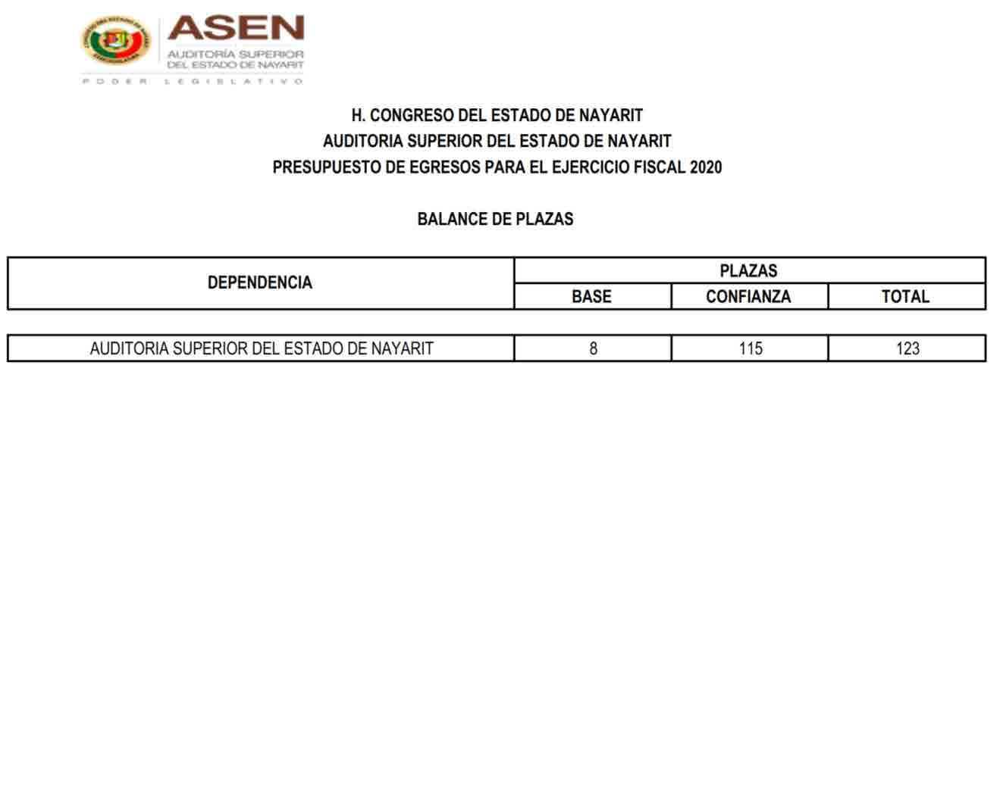 ASEN
AUDITORÍA SUPERIOR
DEL ESTADO DE NAYARIT
PODER LEGISLATIVO
H. CONGRESO DEL ESTADO DE NAYARIT
AUDITORIA SUPERIOR DEL ESTADO DE NAYARIT
PRESUPUESTO DE EGRESOS PARA EL EJERCICIO FISCAL 2020
BALANCE DE PLAZAS
DEPENDENCIA
PLAZAS
BASE CONFIANZA TOTAL
AUDITORIA SUPERIOR DEL ESTADO DE NAYARIT 8 115 123